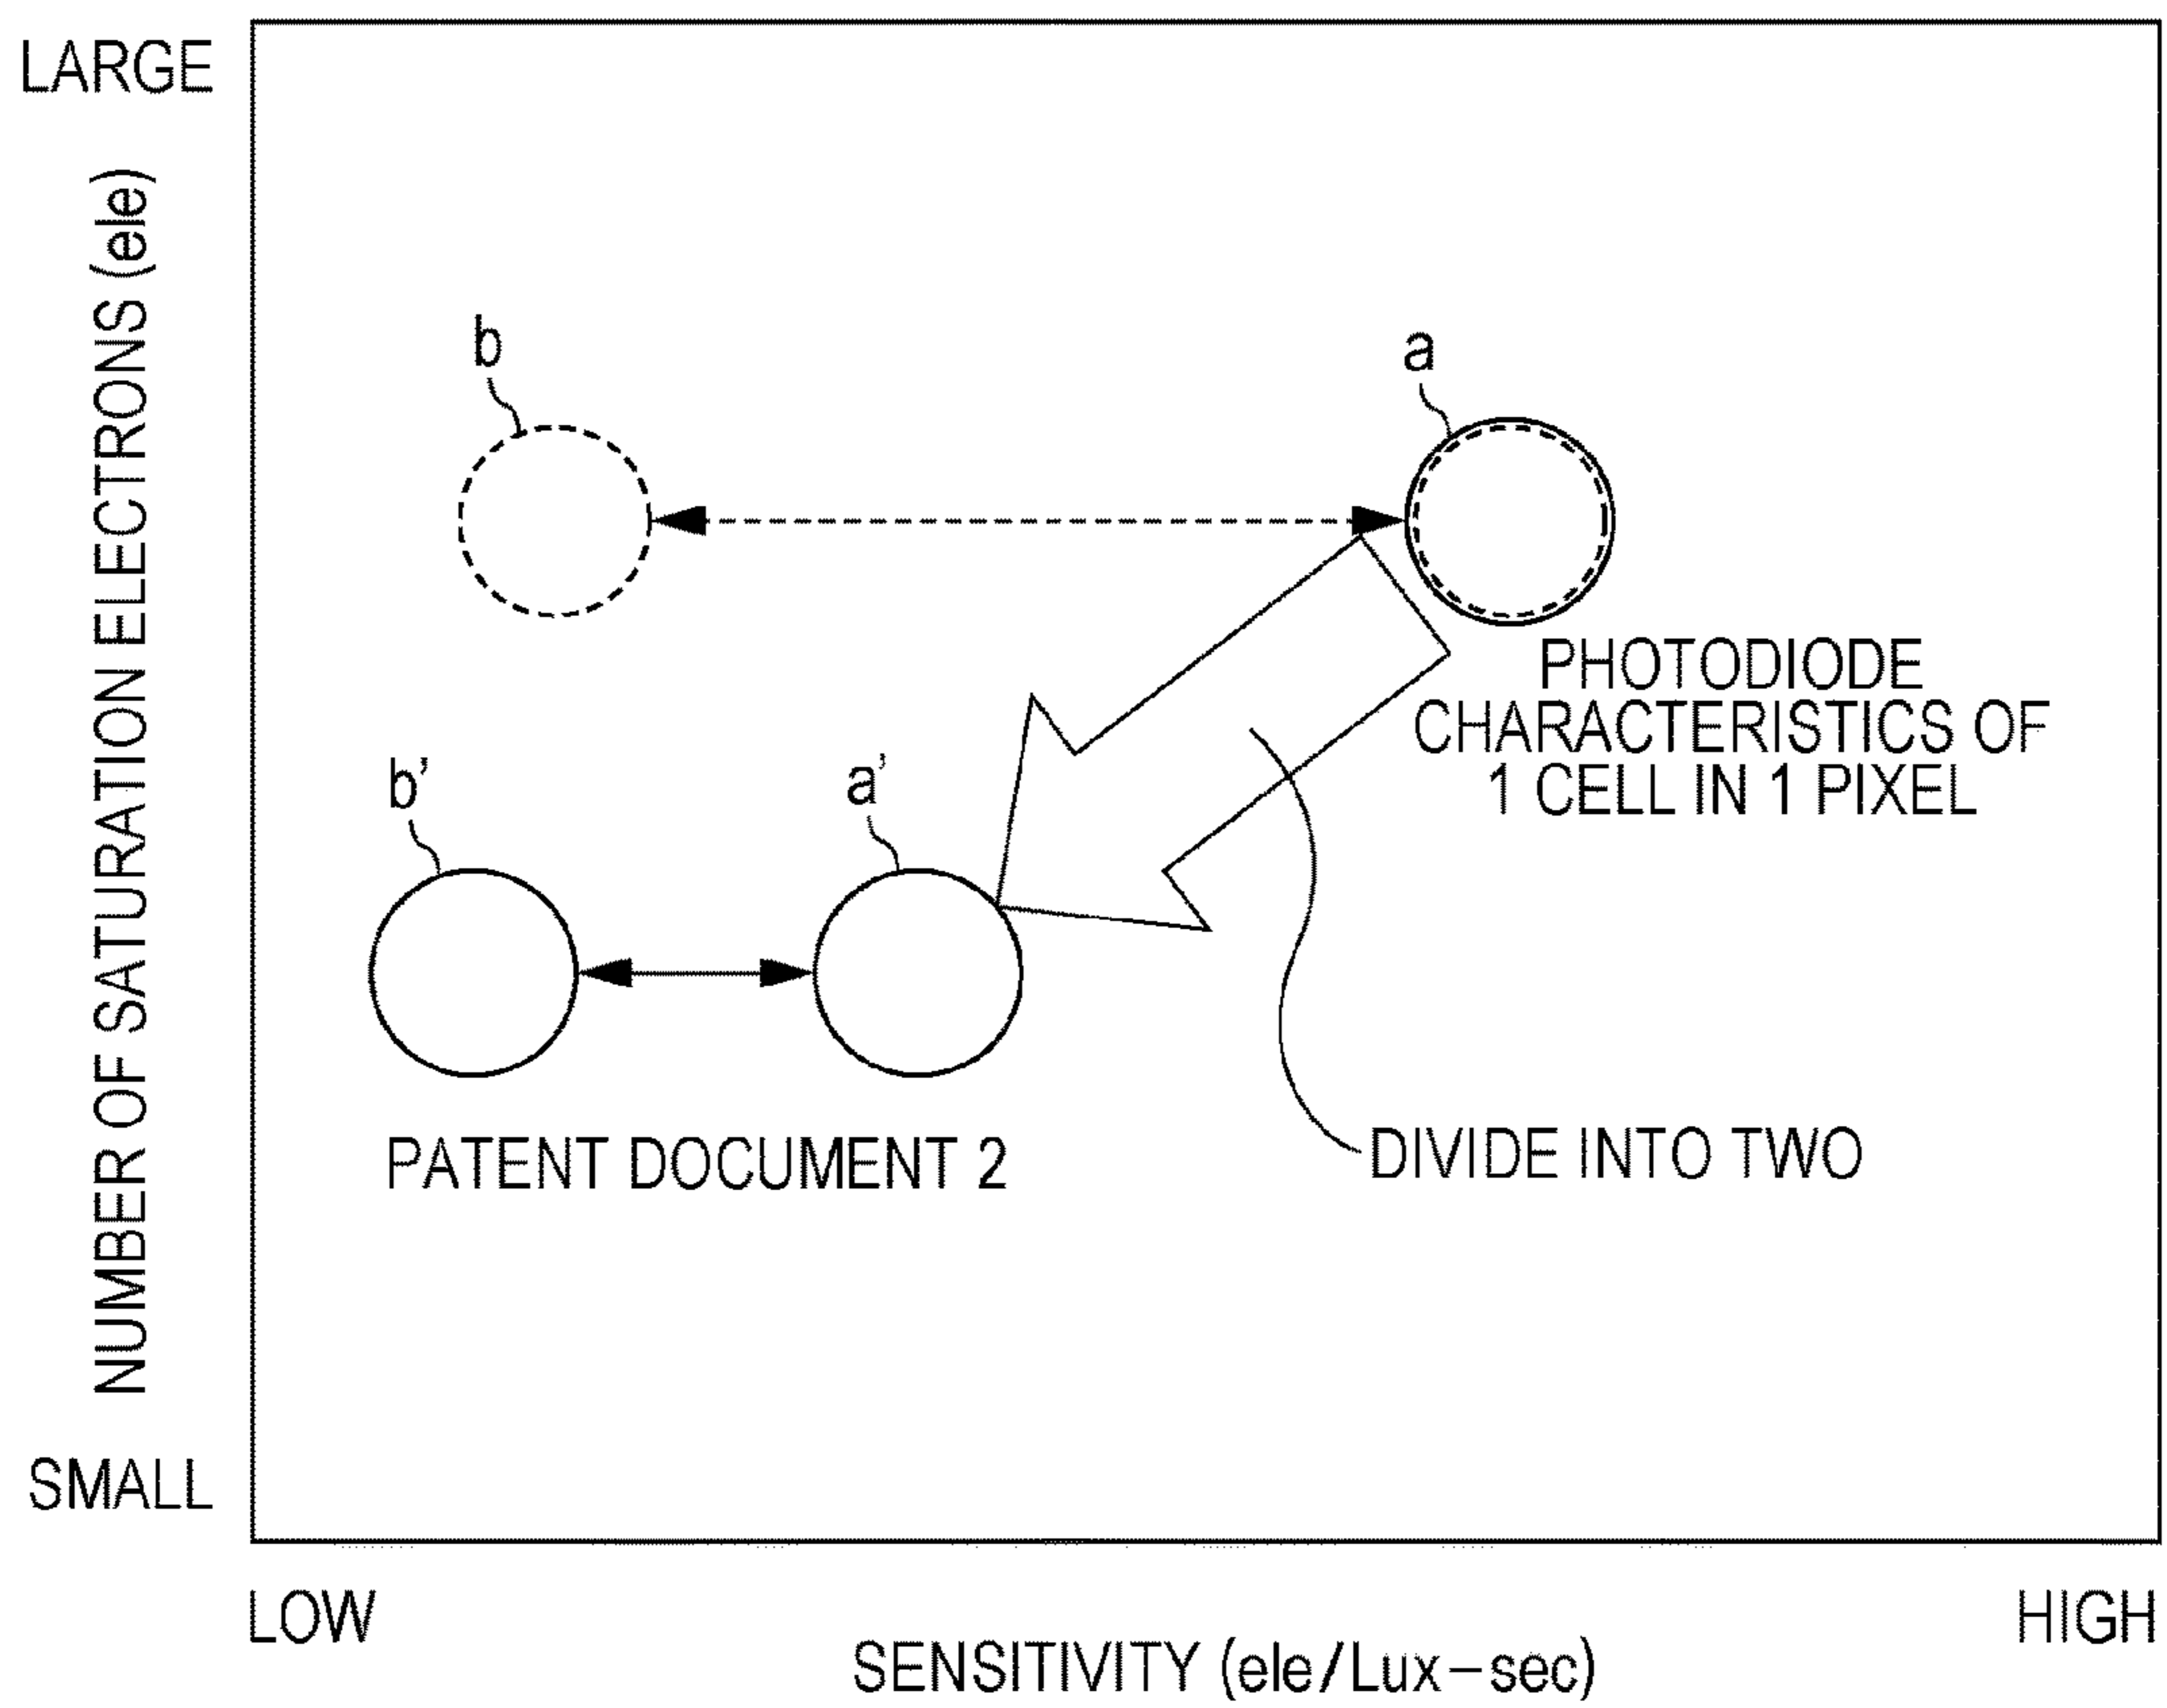 LARGE
NUMBER OF SATURATION ELECTRONS (ele)
SMALL
b
a
PHOTODIODE
CHARACTERISTICS OF
1 CELL IN 1 PIXEL
b'
a'
PATENT DOCUMENT 2
DIVIDE INTO TWO
LOW
HIGH
SENSITIVITY (ele/Lux-sec)